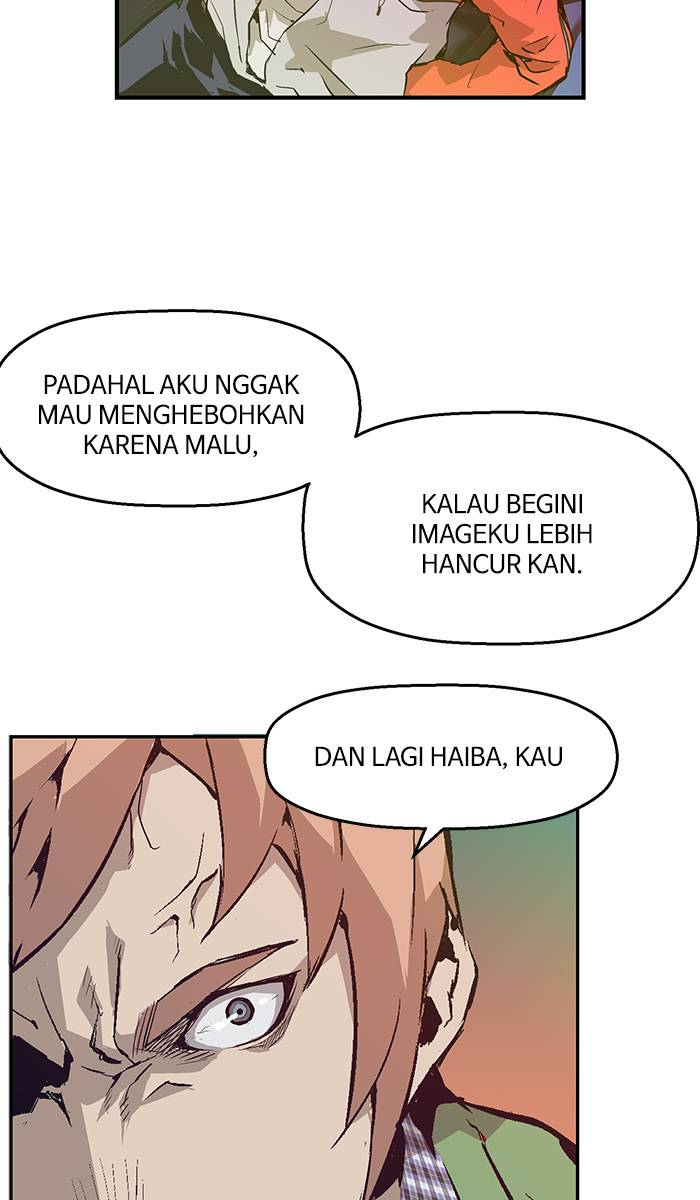 PADAHAL AKU NGGAK
MAU MENGHEBOHKAN
KARENA MALU,
KALAU BEGINI
IMAGEKU LEBIH
HANCUR KAN.
DAN LAGI HAIBA, KAU